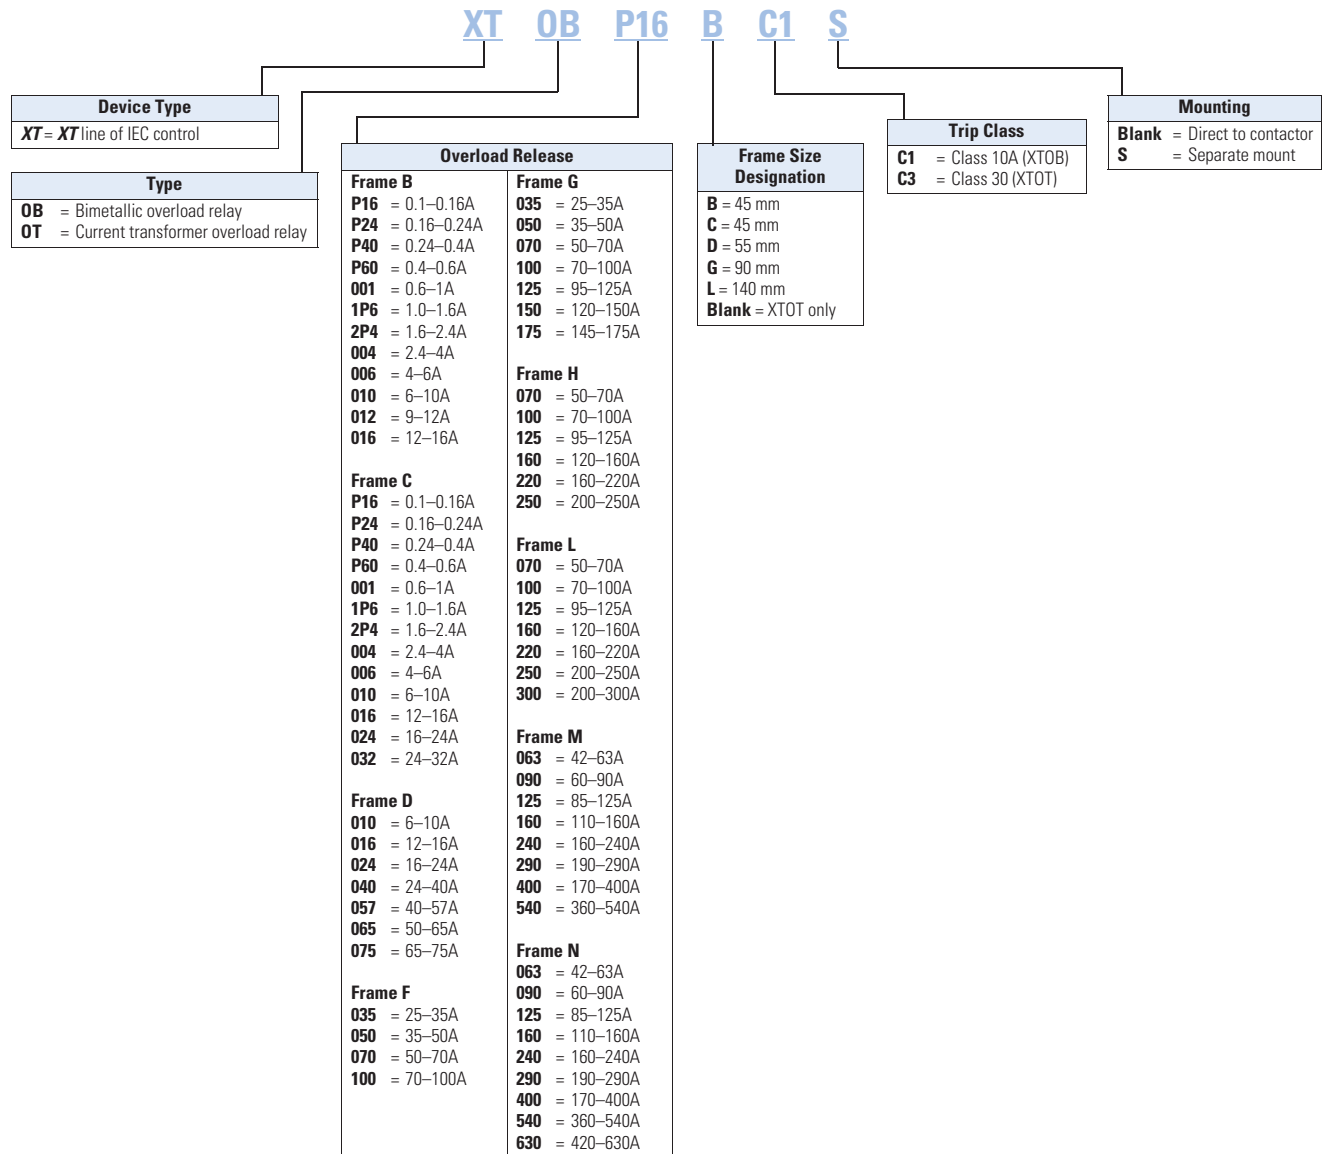 XT OB P16 B C1 S
Device Type
XT = XT line of IEC control
Type
OB = Bimetallic overload relay
OT = Current transformer overload relay
Overload Release
Frame B
P16 = 0.1–0.16A
P24 = 0.16–0.24A
P40 = 0.24–0.4A
P60 = 0.4–0.6A
001 = 0.6–1A
1P6 = 1.0–1.6A
2P4 = 1.6–2.4A
004 = 2.4–4A
006 = 4–6A
010 = 6–10A
012 = 9–12A
016 = 12–16A
Frame C
P16 = 0.1–0.16A
P24 = 0.16–0.24A
P40 = 0.24–0.4A
P60 = 0.4–0.6A
001 = 0.6–1A
1P6 = 1.0–1.6A
2P4 = 1.6–2.4A
004 = 2.4–4A
006 = 4–6A
010 = 6–10A
016 = 12–16A
024 = 16–24A
032 = 24–32A
Frame D
010 = 6–10A
016 = 12–16A
024 = 16–24A
040 = 24–40A
057 = 40–57A
065 = 50–65A
075 = 65–75A
Frame F
035 = 25–35A
050 = 35–50A
070 = 50–70A
100 = 70–100A
Frame G
035 = 25–35A
050 = 35–50A
070 = 50–70A
100 = 70–100A
125 = 95–125A
150 = 120–150A
175 = 145–175A
Frame H
070 = 50–70A
100 = 70–100A
125 = 95–125A
160 = 120–160A
220 = 160–220A
250 = 200–250A
Frame L
070 = 50–70A
100 = 70–100A
125 = 95–125A
160 = 120–160A
220 = 160–220A
250 = 200–250A
300 = 200–300A
Frame M
063 = 42–63A
090 = 60–90A
125 = 85–125A
160 = 110–160A
240 = 160–240A
290 = 190–290A
400 = 170–400A
540 = 360–540A
Frame N
063 = 42–63A
090 = 60–90A
125 = 85–125A
160 = 110–160A
240 = 160–240A
290 = 190–290A
400 = 170–400A
540 = 360–540A
630 = 420–630A
Frame Size
Designation
B = 45 mm
C = 45 mm
D = 55 mm
G = 90 mm
L = 140 mm
Blank = XTOT only
Trip Class
C1 = Class 10A (XTOB)
C3 = Class 30 (XTOT)
Mounting
Blank = Direct to contactor
S = Separate mount